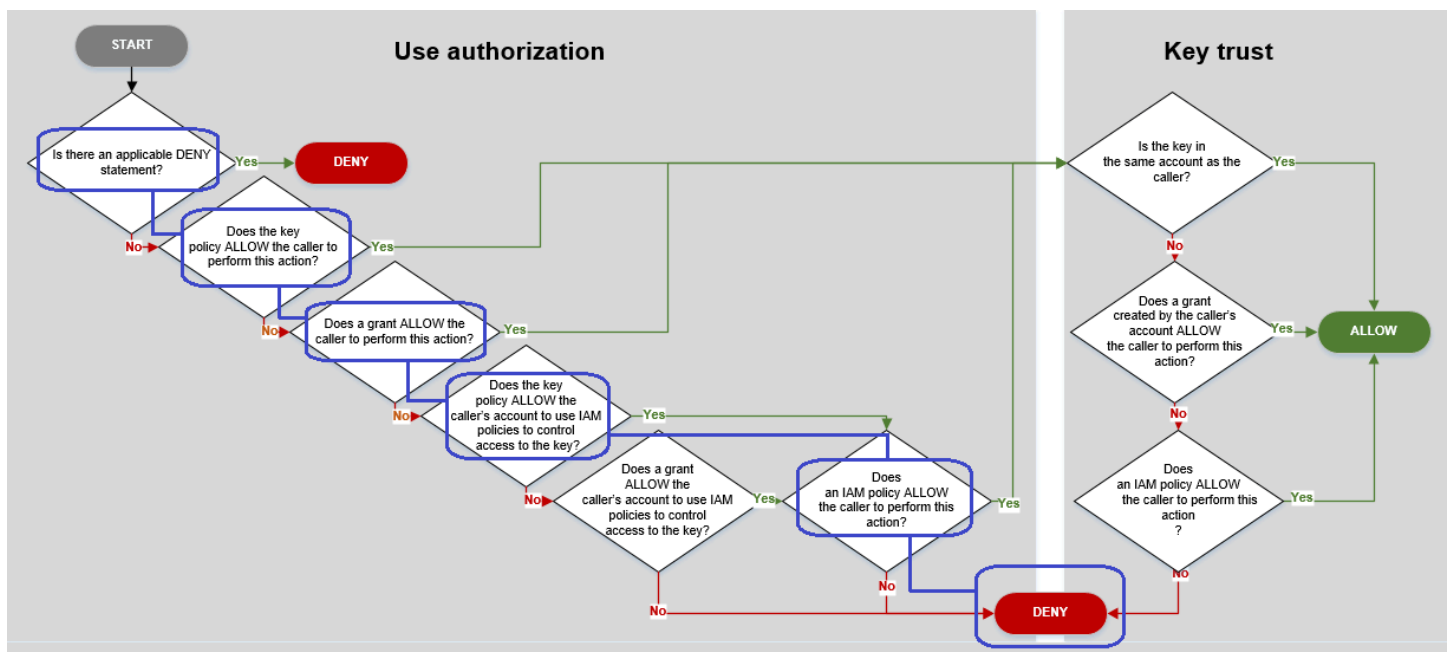 START
Use authorization
Key trust
Is there an applicable DENY
statement?
Yes
DENY
No
Does the key
policy ALLOW the caller to
perform this action?
Yes
No
Does a grant ALLOW the
caller to perform this action?
Yes
No
Does the key
policy ALLOW the
caller's account to use IAM
policies to control
access to the key?
Yes
No
Does a grant
ALLOW the
caller's account to use IAM
policies to control
access to the key?
Yes
No
Does
an IAM policy ALLOW
the caller to perform this
action?
Yes
No
DENY
Is the key in
the same account as the
caller?
Yes
No
Does a grant
created by the caller's
account ALLOW
the caller to perform this
action?
Yes
ALLOW
No
Does
an IAM policy ALLOW
the caller to perform this
action
?
Yes
No